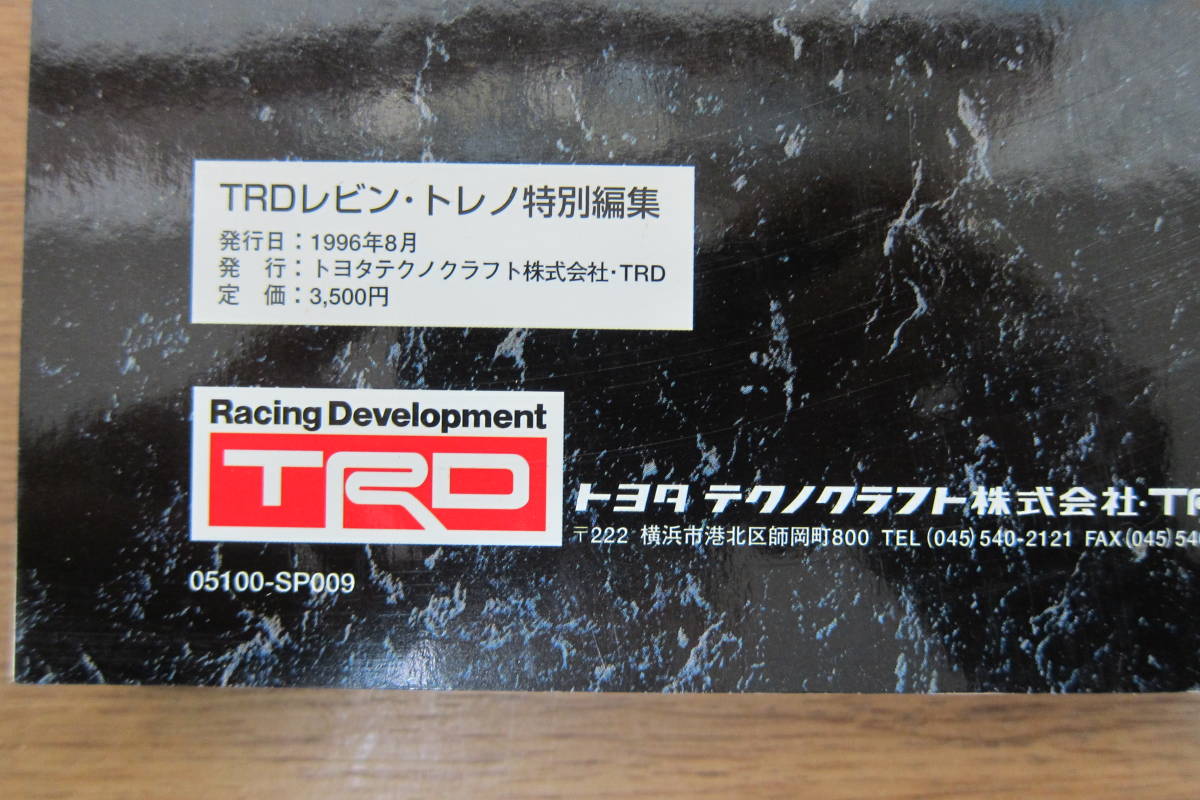 TRDレビン・トレノ特別編集
発行日：1996年8月
発　行：トヨタテクノクラフト株式会社・TRD
定　価：3,500円
Racing Development
TRD
トヨタ テクノクラフト株式会社・TR
〒222 横浜市港北区師岡町800 TEL (045) 540-2121 FAX (045) 540
05100-SP009